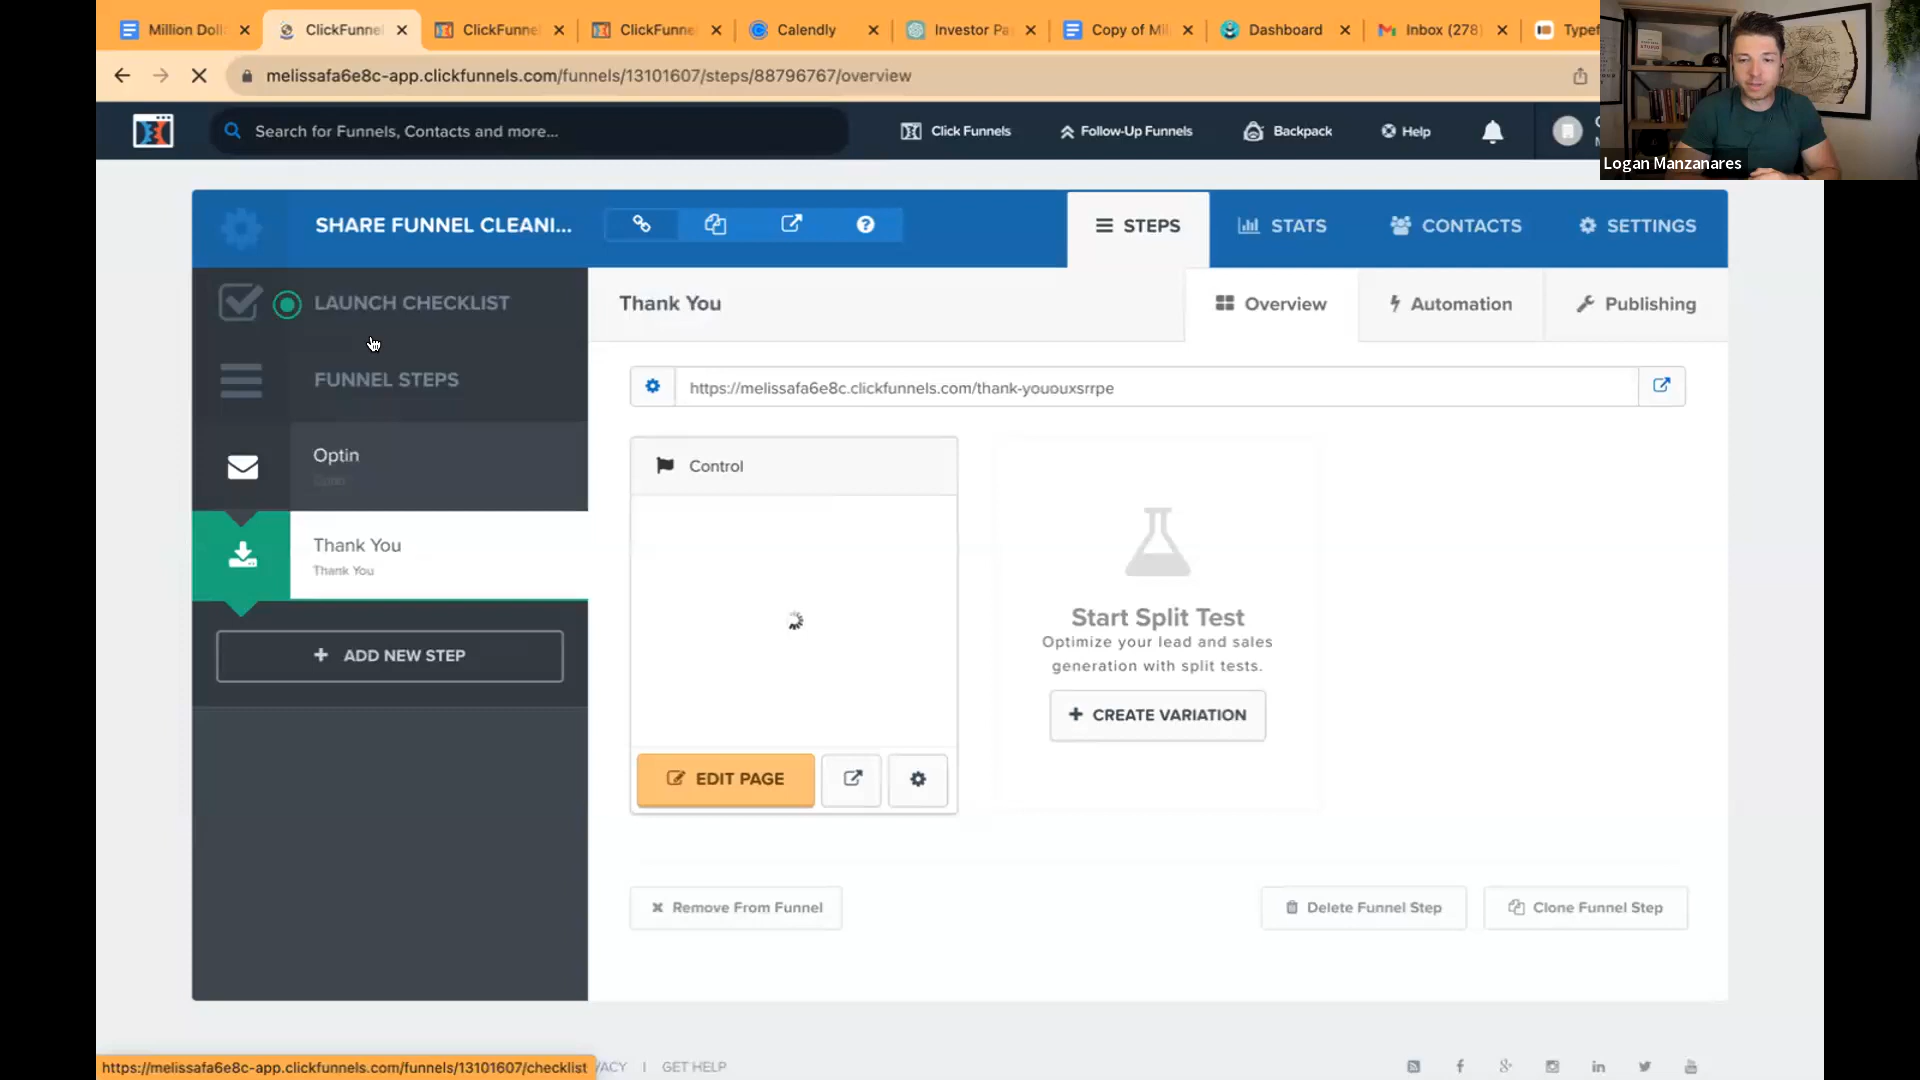 Million Doll
ClickFunnel
ClickFunne
ClickFunne
Calendly
Investor Pa
Copy of Mil
Dashboard
Inbox (278)
Typef
melissafa6e8c-app.clickfunnels.com/funnels/13101607/steps/88796767/overview
Search for Funnels, Contacts and more...
Click Funnels
Follow-Up Funnels
Backpack
Help
Logan Manzanares
SHARE FUNNEL CLEANI...
STEPS
STATS
CONTACTS
SETTINGS
LAUNCH CHECKLIST
FUNNEL STEPS
Optin
Optin
Thank You
Thank You
ADD NEW STEP
Thank You
Overview
Automation
Publishing
https://melissafa6e8c.clickfunnels.com/thank-yououxsrrpe
Control
EDIT PAGE
Start Split Test
Optimize your lead and sales
generation with split tests.
CREATE VARIATION
Remove From Funnel
Delete Funnel Step
Clone Funnel Step
https://melissafa6e8c-app.clickfunnels.com/funnels/13101607/checklist
VACY | GET HELP